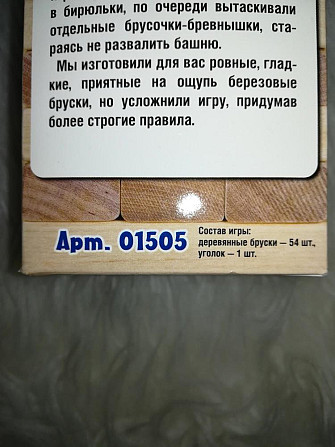 в бирюльки, по очереди вытаскивали
отдельные брусочки-бревнышки, ста-
раясь не развалить башню.
Мы изготовили для вас ровные, глад-
кие, приятные на ощупь березовые
бруски, но усложнили игру, придумав
более строгие правила.
Арт. 01505
Состав игры:
деревянные бруски – 54 шт.,
уголок – 1 шт.